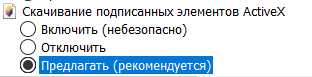 Скачивание подписанных элементов ActiveX
Включить (небезопасно)
Отключить
Предлагать (рекомендуется)